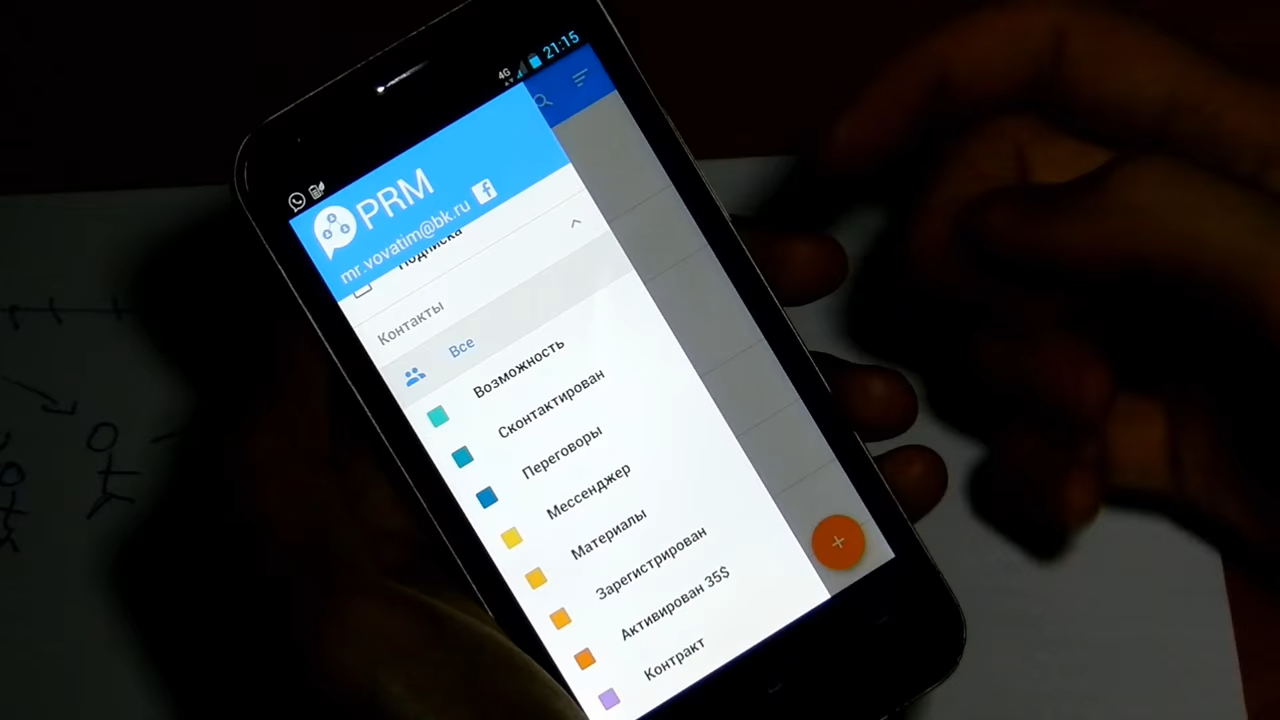 4G 21:15
PRM
mr.vovatim@bk.ru
Подписка
Контакты
Все
Возможность
Сконтактирован
Переговоры
Мессенджер
Материалы
Зарегистрирован
Активирован 35$
Контракт